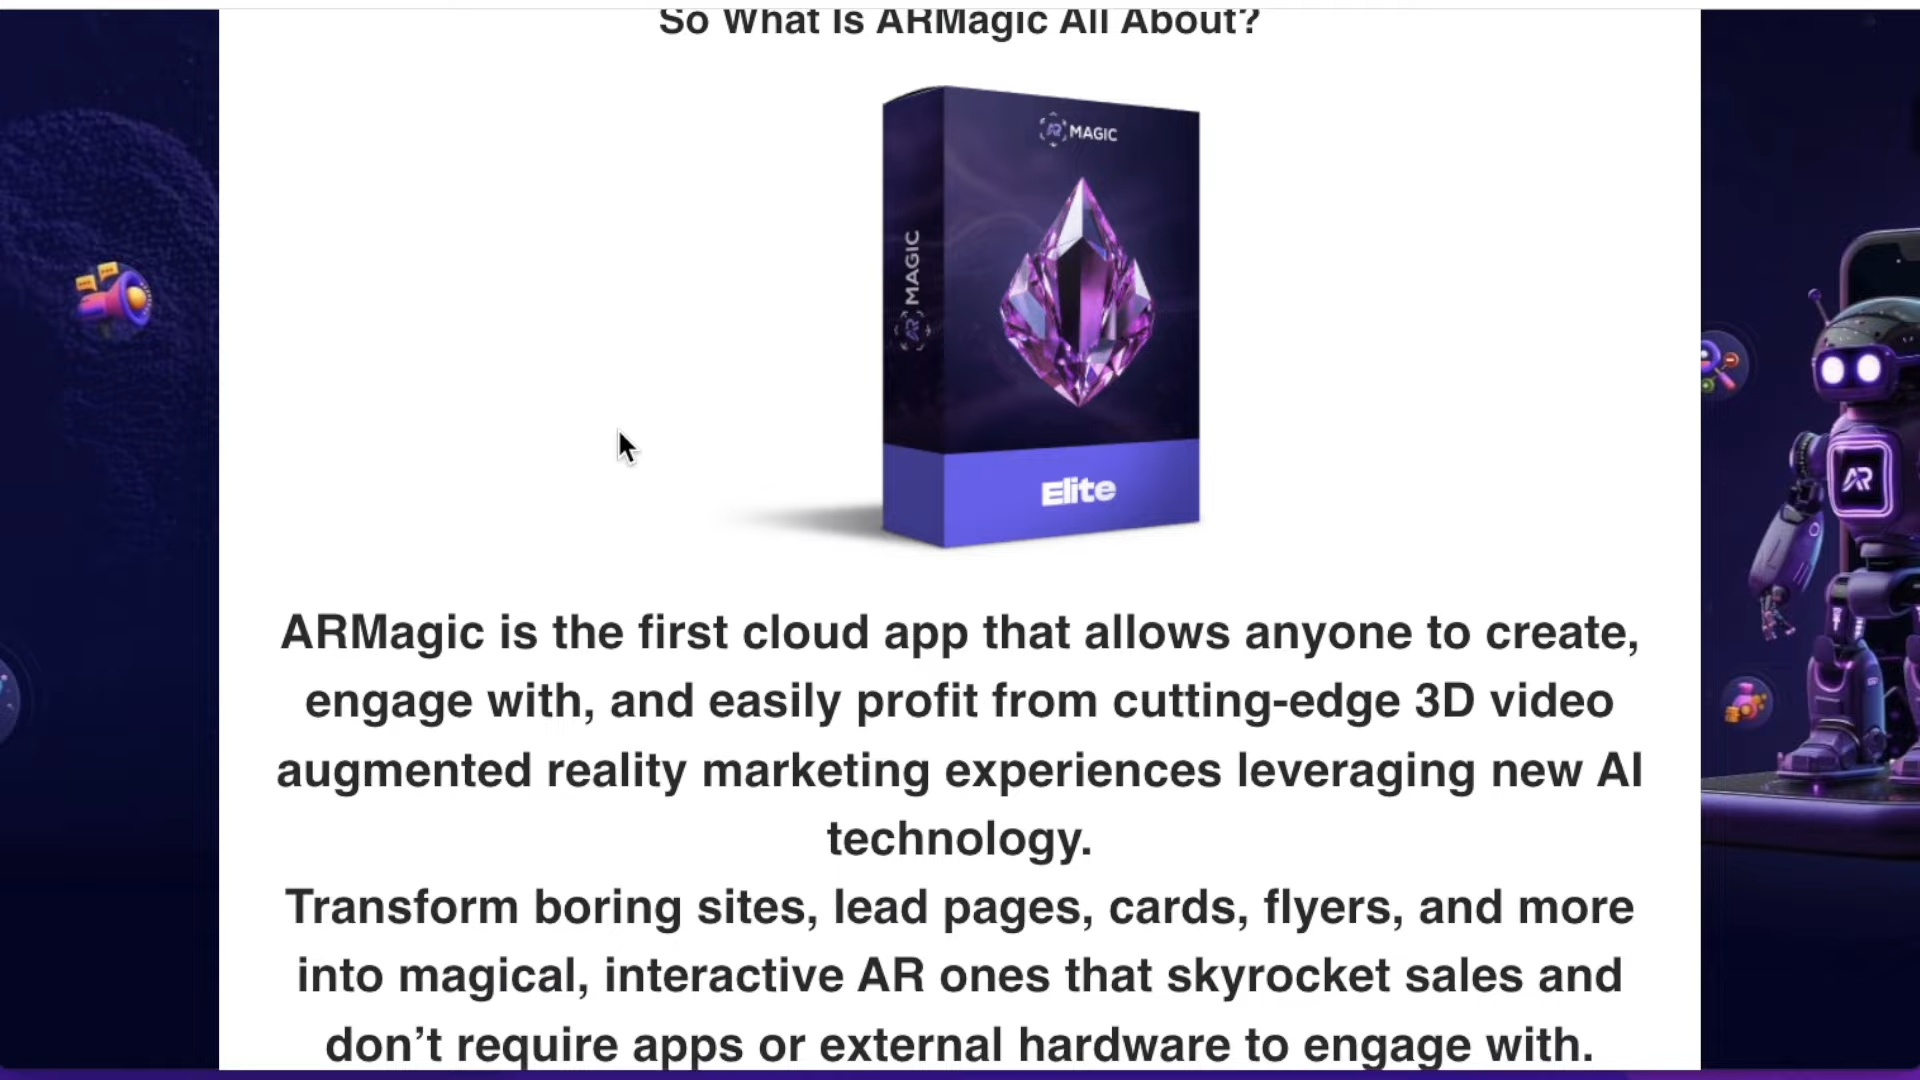 So What Is ARMagic All About?
AR MAGIC
AR MAGIC
Elite
AR
ARMagic is the first cloud app that allows anyone to create,
engage with, and easily profit from cutting-edge 3D video
augmented reality marketing experiences leveraging new AI
technology.
Transform boring sites, lead pages, cards, flyers, and more
into magical, interactive AR ones that skyrocket sales and
don’t require apps or external hardware to engage with.